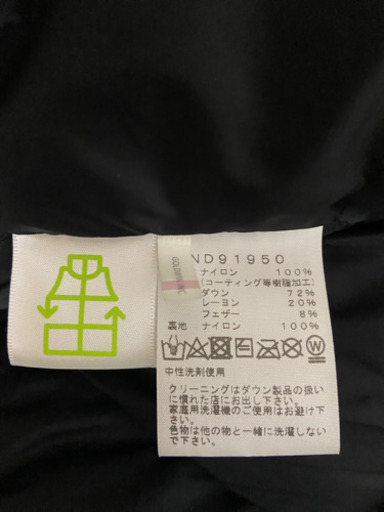 GOLDWIN INC.
ND91950
ナイロン 100%
(コーティング等樹脂加工)
ダウン 72%
レーヨン 20%
フェザー 8%
裏地 ナイロン 100%
中性洗剤使用
クリーニングはダウン製品の扱い
に慣れた店にお出し下さい。
家庭用洗濯機のご使用はお避け下
さい。
色物は他の物と一緒に洗濯しない
で下さい。